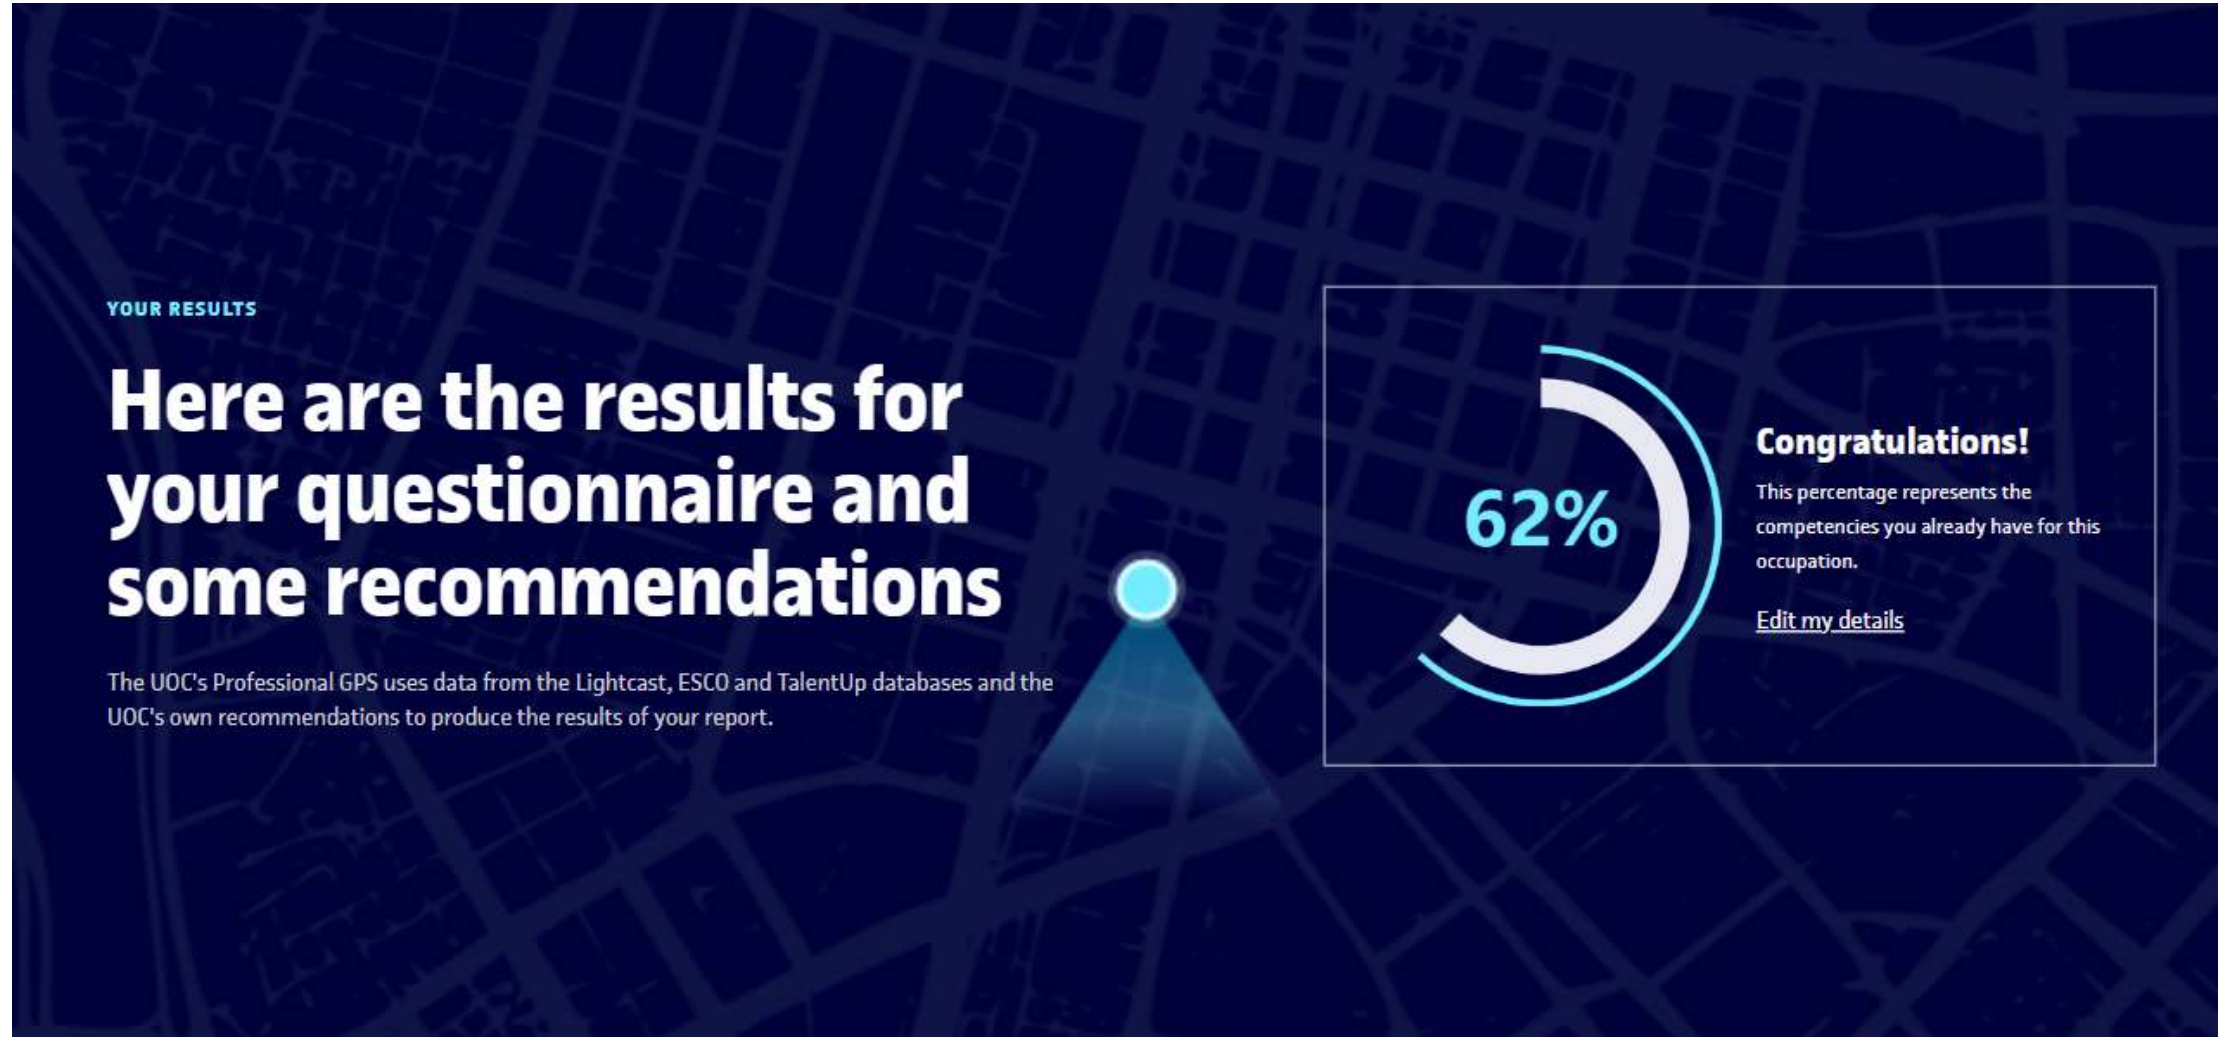 YOUR RESULTS
Here are the results for
your questionnaire and
some recommendations
The UOC's Professional GPS uses data from the Lightcast, ESCO and TalentUp databases and the
UOC's own recommendations to produce the results of your report.
62%
Congratulations!
This percentage represents the
competencies you already have for this
occupation.
Edit my details